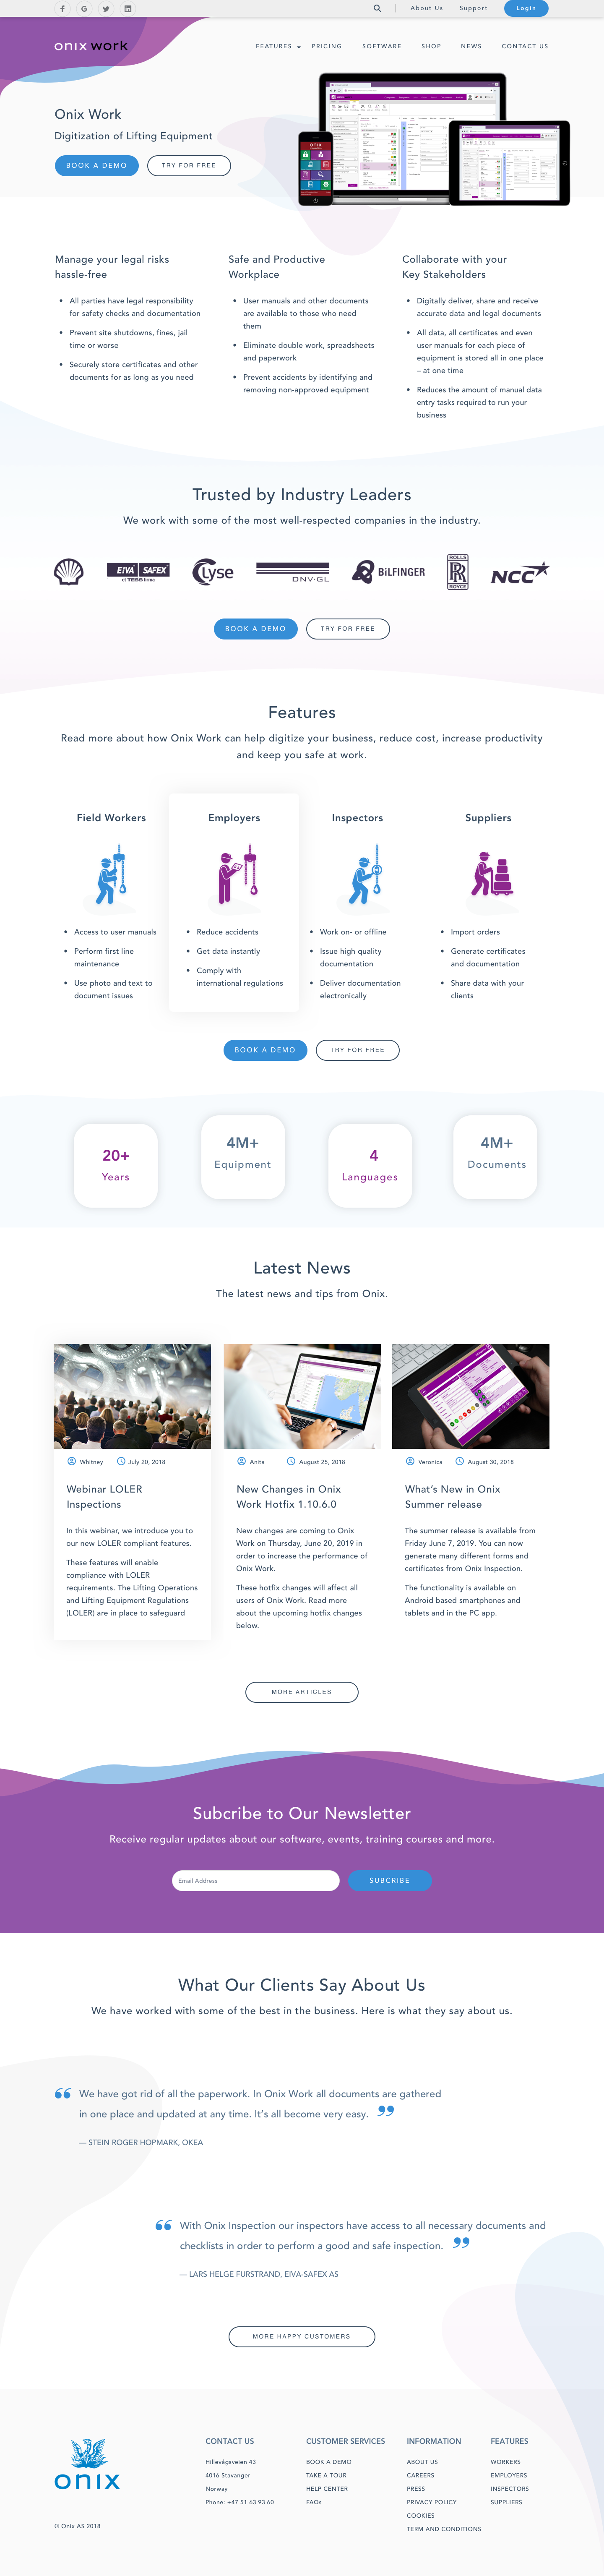 About Us Support Login
onix work
FEATURES PRICING SOFTWARE SHOP NEWS CONTACT US
Onix Work
Digitization of Lifting Equipment
BOOK A DEMO TRY FOR FREE
Manage your legal risks
hassle-free
All parties have legal responsibility
for safety checks and documentation
Prevent site shutdowns, fines, jail
time or worse
Securely store certificates and other
documents for as long as you need
Safe and Productive
Workplace
User manuals and other documents
are available to those who need
them
Eliminate double work, spreadsheets
and paperwork
Prevent accidents by identifying and
removing non-approved equipment
Collaborate with your
Key Stakeholders
Digitally deliver, share and receive
accurate data and legal documents
All data, all certificates and even
user manuals for each piece of
equipment is stored all in one place
– at one time
Reduces the amount of manual data
entry tasks required to run your
business
Trusted by Industry Leaders
We work with some of the most well-respected companies in the industry.
EIVA SAFEX
et TESS firma
Lyse
DNV·GL
BILFINGER
ROLLS
RR
ROYCE
NCC
BOOK A DEMO TRY FOR FREE
Features
Read more about how Onix Work can help digitize your business, reduce cost, increase productivity
and keep you safe at work.
Field Workers
Access to user manuals
Perform first line
maintenance
Use photo and text to
document issues
Employers
Reduce accidents
Get data instantly
Comply with
international regulations
Inspectors
Work on- or offline
Issue high quality
documentation
Deliver documentation
electronically
Suppliers
Import orders
Generate certificates
and documentation
Share data with your
clients
BOOK A DEMO TRY FOR FREE
20+
Years
4M+
Equipment
4
Languages
4M+
Documents
Latest News
The latest news and tips from Onix.
Whitney July 20, 2018
Webinar LOLER
Inspections
In this webinar, we introduce you to
our new LOLER compliant features.
These features will enable
compliance with LOLER
requirements. The Lifting Operations
and Lifting Equipment Regulations
(LOLER) are in place to safeguard
Anita August 25, 2018
New Changes in Onix
Work Hotfix 1.10.6.0
New changes are coming to Onix
Work on Thursday, June 20, 2019 in
order to increase the performance of
Onix Work.
These hotfix changes will affect all
users of Onix Work. Read more
about the upcoming hotfix changes
below.
Veronica August 30, 2018
What's New in Onix
Summer release
The summer release is available from
Friday June 7, 2019. You can now
generate many different forms and
certificates from Onix Inspection.
The functionality is available on
Android based smartphones and
tablets and in the PC app.
MORE ARTICLES
Subcribe to Our Newsletter
Receive regular updates about our software, events, training courses and more.
Email Address SUBCRIBE
What Our Clients Say About Us
We have worked with some of the best in the business. Here is what they say about us.
“ We have got rid of all the paperwork. In Onix Work all documents are gathered
in one place and updated at any time. It's all become very easy. ”
— STEIN ROGER HOPMARK, OKEA
“ With Onix Inspection our inspectors have access to all necessary documents and
checklists in order to perform a good and safe inspection. ”
— LARS HELGE FURSTRAND, EIVA-SAFEX AS
MORE HAPPY CUSTOMERS
onix
© Onix AS 2018
CONTACT US
Hillevågsveien 43
4016 Stavanger
Norway
Phone: +47 51 63 93 60
CUSTOMER SERVICES
BOOK A DEMO
TAKE A TOUR
HELP CENTER
FAQs
INFORMATION
ABOUT US
CAREERS
PRESS
PRIVACY POLICY
COOKIES
TERM AND CONDITIONS
FEATURES
WORKERS
EMPLOYERS
INSPECTORS
SUPPLIERS